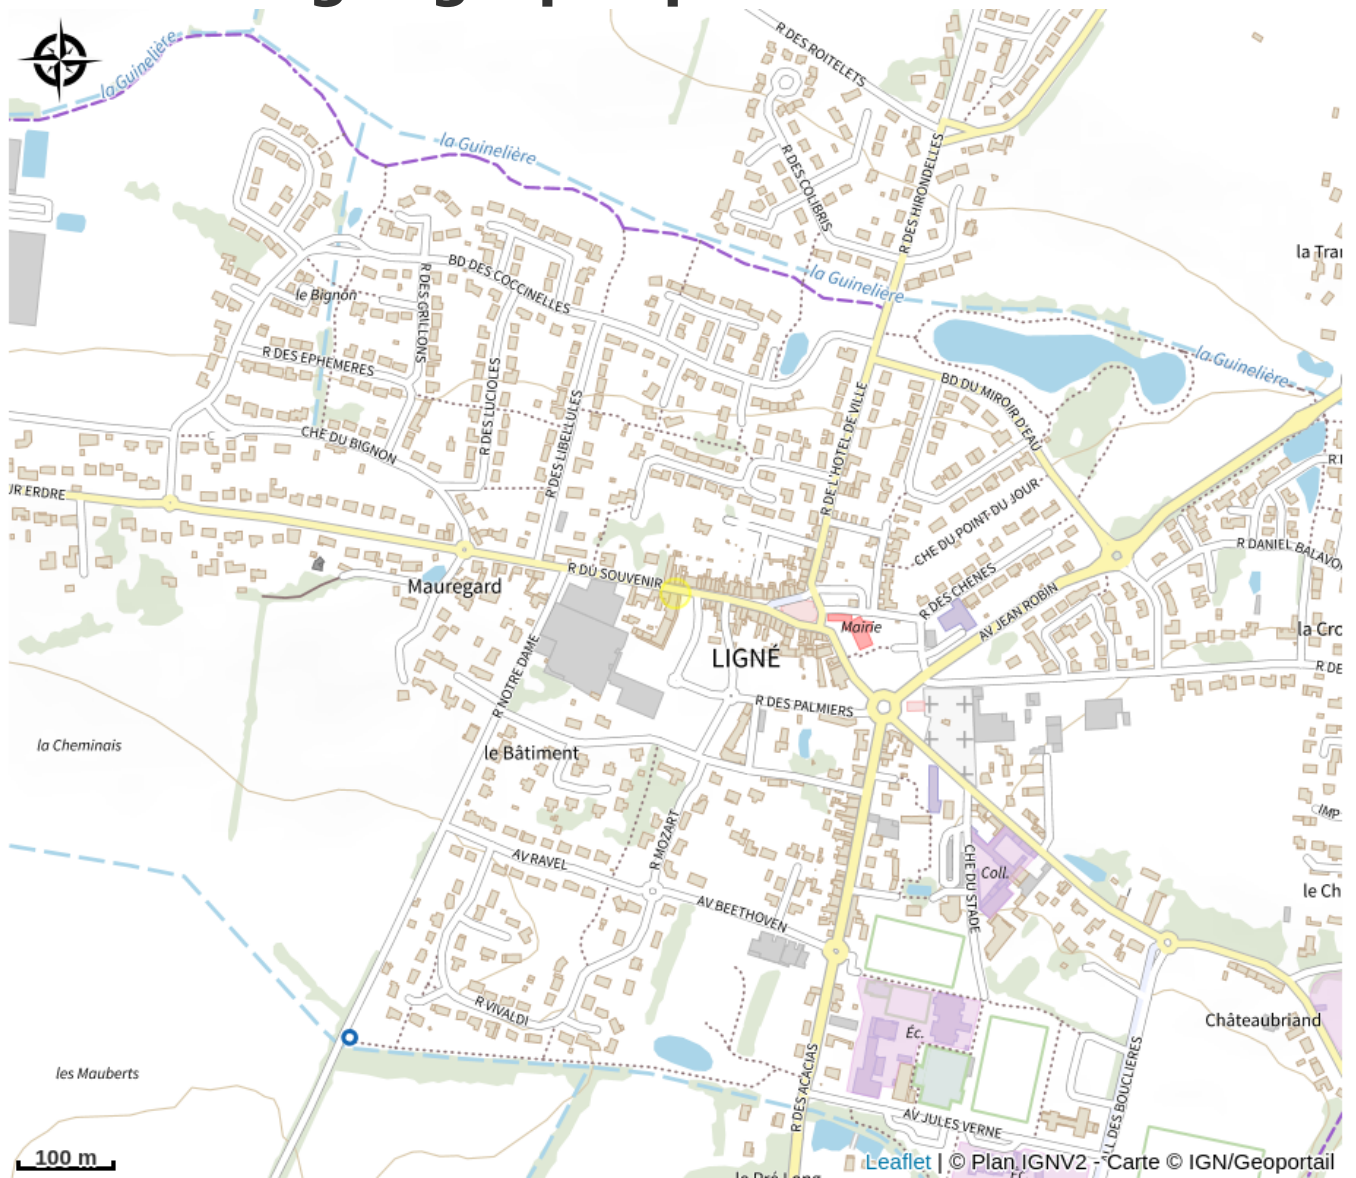 R DES ROITELETS
la Guinelière
la Guinelière
R DES COLIBRIS
R DES HIRONDELLES
la Guinelière
BD DES COCCINELLES
R DES GRILLONS
le Bignon
la Guinelière
R DES EPHEMERES
R DES LUCIOLES
R DES LIBELLULES
R DE L'HOTEL DE VILLE
BD DU MIROIR D'EAU
CHE DU BIGNON
UR ERDRE
CHE DU POINT-DU-JOUR
R DANIEL BALAVO
R DU SOUVENIR
Mauregard
R DES CHENES
AV JEAN ROBIN
Mairie
la Cro
LIGNÉ
R DE
R NOTRE DAME
R DES PALMIERS
la Cheminais
le Bâtiment
IMP
R MOZART
AV RAVEL
Coll.
CHE DU STADE
le Ch
AV BEETHOVEN
R VIVALDI
Châteaubriand
Éc.
les Mauberts
R DES ACACIAS
ALL DES BOUCLIERES
AV JULES VERNE
100 m
Leaflet | © Plan IGNV2 - Carte © IGN/Geoportail